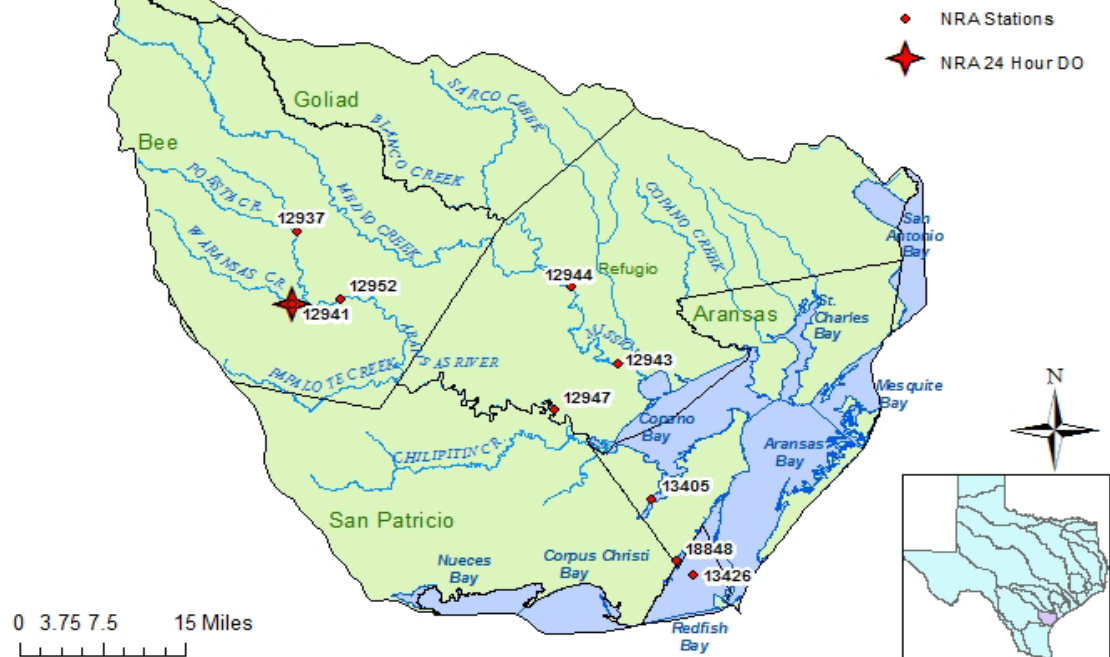 NRA Stations
NRA 24 Hour DO
Goliad
SARCO CREEK
BLANCO CREEK
Bee
POESTA CR.
MEDIO CREEK
COPANO CREEK
12937
W ARANSAS CR.
San
Antonio
Bay
12944
Refugio
12952
12941
Aransas
St.
Charles
Bay
ARANSAS RIVER
12943
PAPALOTE CREEK
Mesquite
Bay
N
12947
Copano
Bay
Aransas
Bay
CHILIPITIN CR.
13405
San Patricio
18848
13426
Nueces
Bay
Corpus Christi
Bay
Redfish
Bay
0 3.75 7.5 15 Miles